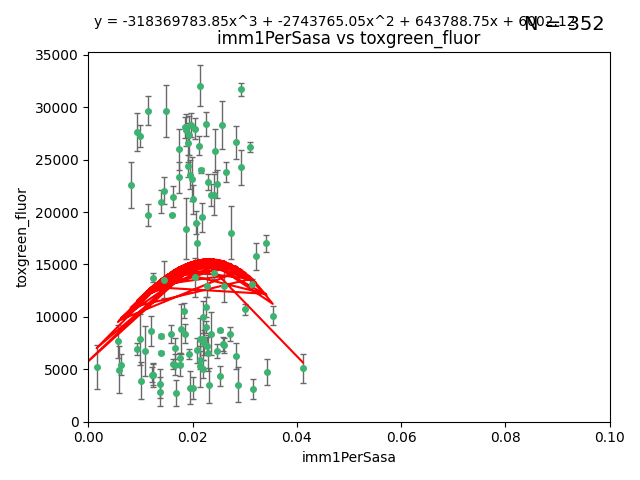 y = -318369783.85x^3 + -2743765.05x^2 + 643788.75x +
N = 352
imm1PerSasa vs toxgreen_fluor
35000
30000
25000
20000
15000
10000
5000
0
toxgreen_fluor
0.00 0.02 0.04 0.06 0.08 0.10
imm1PerSasa